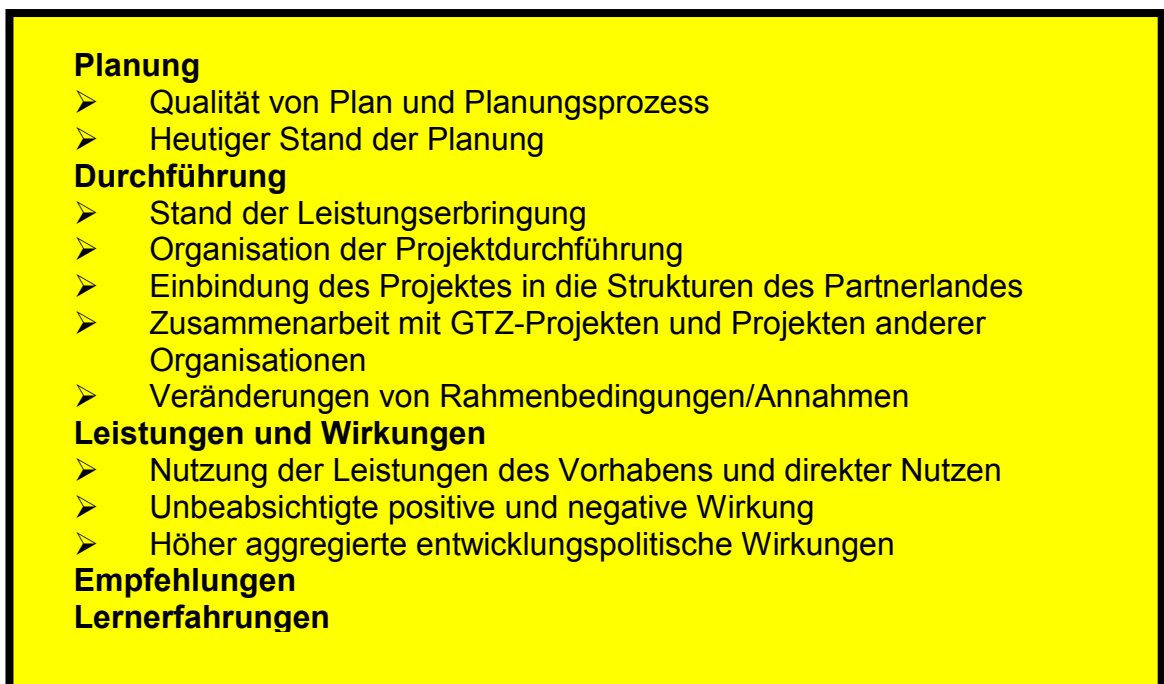 Planung
➢ Qualität von Plan und Planungsprozess
➢ Heutiger Stand der Planung
Durchführung
➢ Stand der Leistungserbringung
➢ Organisation der Projektdurchführung
➢ Einbindung des Projektes in die Strukturen des Partnerlandes
➢ Zusammenarbeit mit GTZ-Projekten und Projekten anderer
Organisationen
➢ Veränderungen von Rahmenbedingungen/Annahmen
Leistungen und Wirkungen
➢ Nutzung der Leistungen des Vorhabens und direkter Nutzen
➢ Unbeabsichtigte positive und negative Wirkung
➢ Höher aggregierte entwicklungspolitische Wirkungen
Empfehlungen
Lernerfahrungen